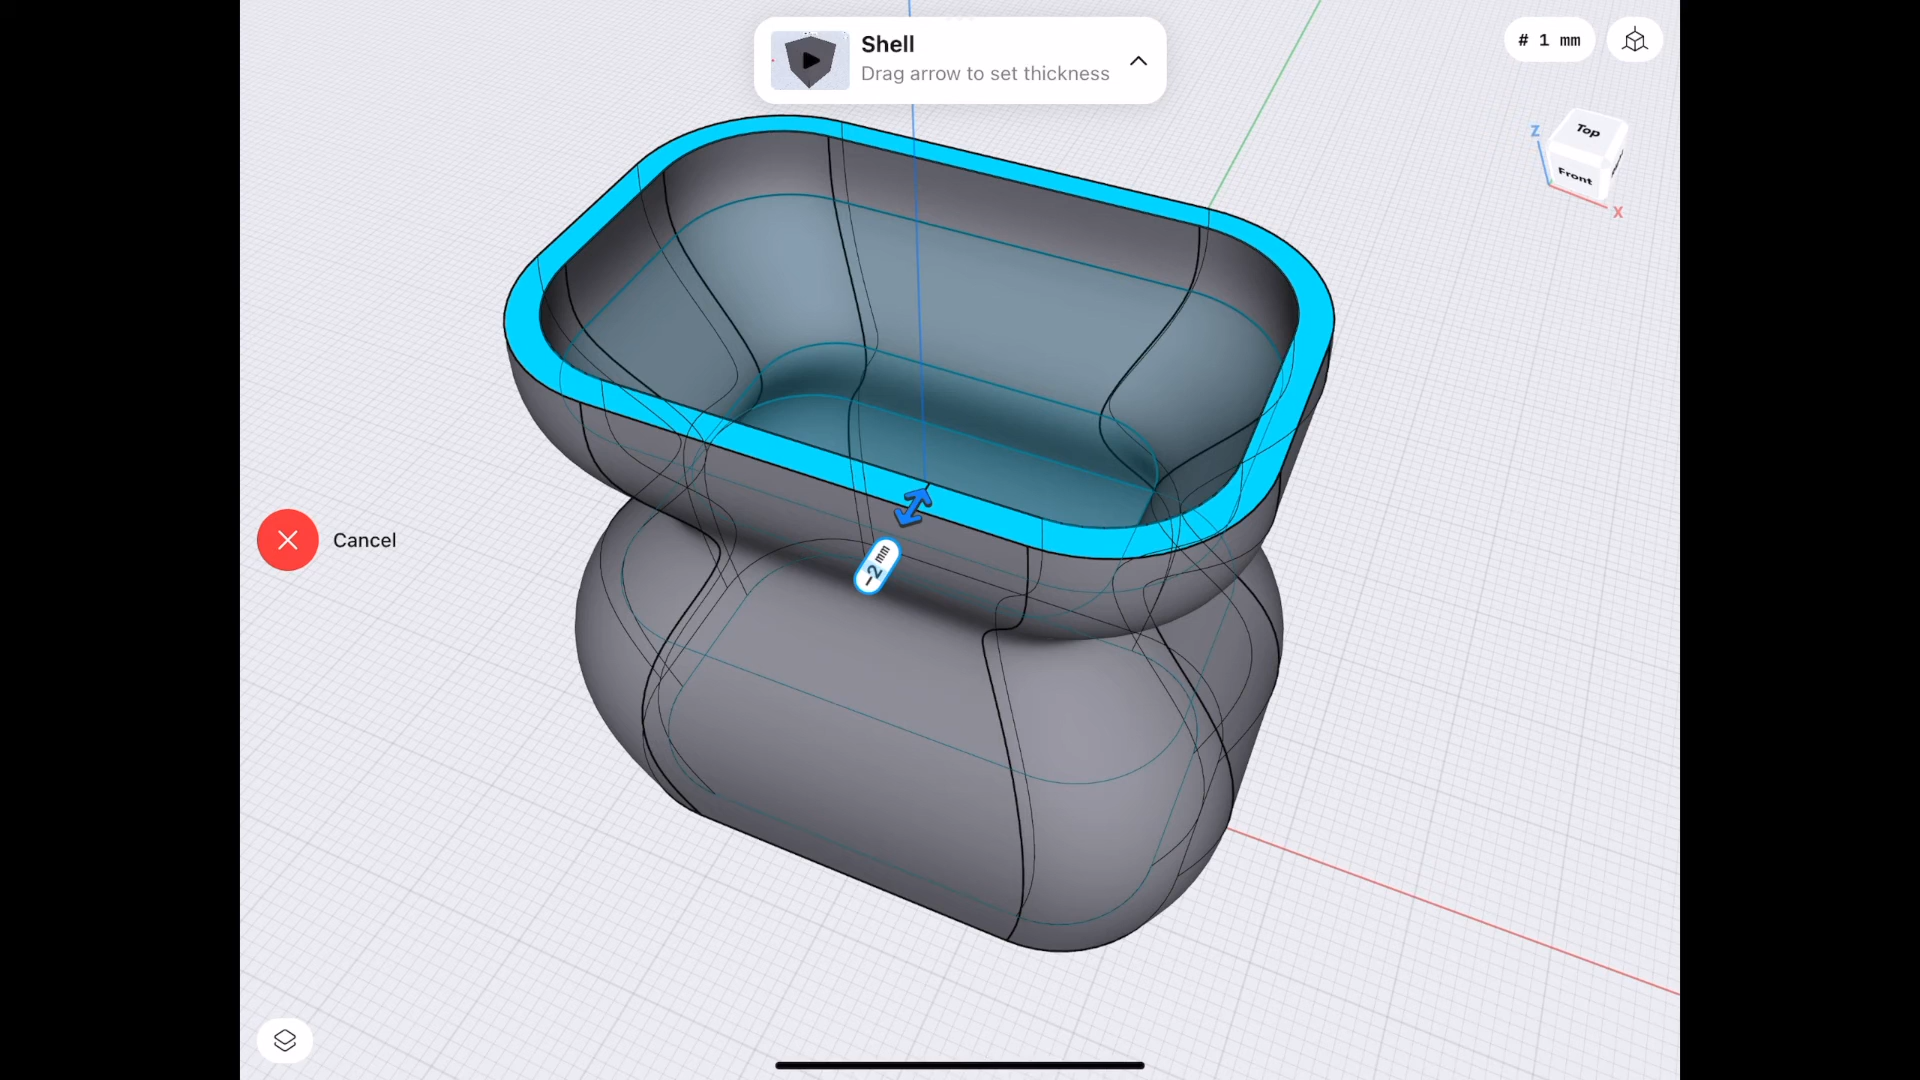 Shell
Drag arrow to set thickness
# 1 mm
Top
Front
Z
X
-2 mm
Cancel